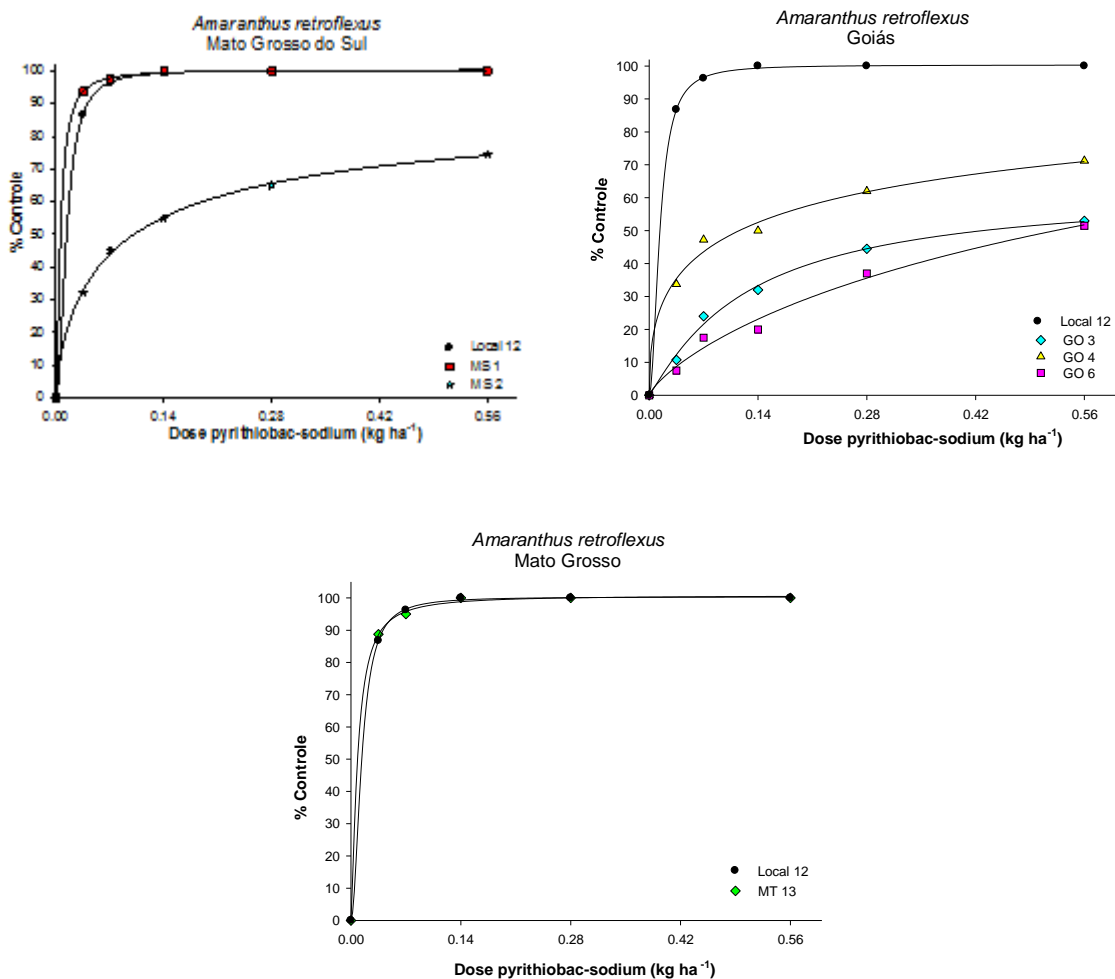 Amaranthus retroflexus
Mato Grosso do Sul
100
90
80
70
60
50
40
30
20
10
0
% Controle
Local 12
MS 1
MS 2
0.00 0.14 0.28 0.42 0.56
Dose pyrithiobac-sodium (kg ha⁻¹)
Amaranthus retroflexus
Goiás
100
90
80
70
60
50
40
30
20
10
0
% Controle
Local 12
GO 3
GO 4
GO 6
0.00 0.14 0.28 0.42 0.56
Dose pyrithiobac-sodium (kg ha⁻¹)
Amaranthus retroflexus
Mato Grosso
100
90
80
70
60
50
40
30
20
10
0
% Controle
Local 12
MT 13
0.00 0.14 0.28 0.42 0.56
Dose pyrithiobac-sodium (kg ha⁻¹)